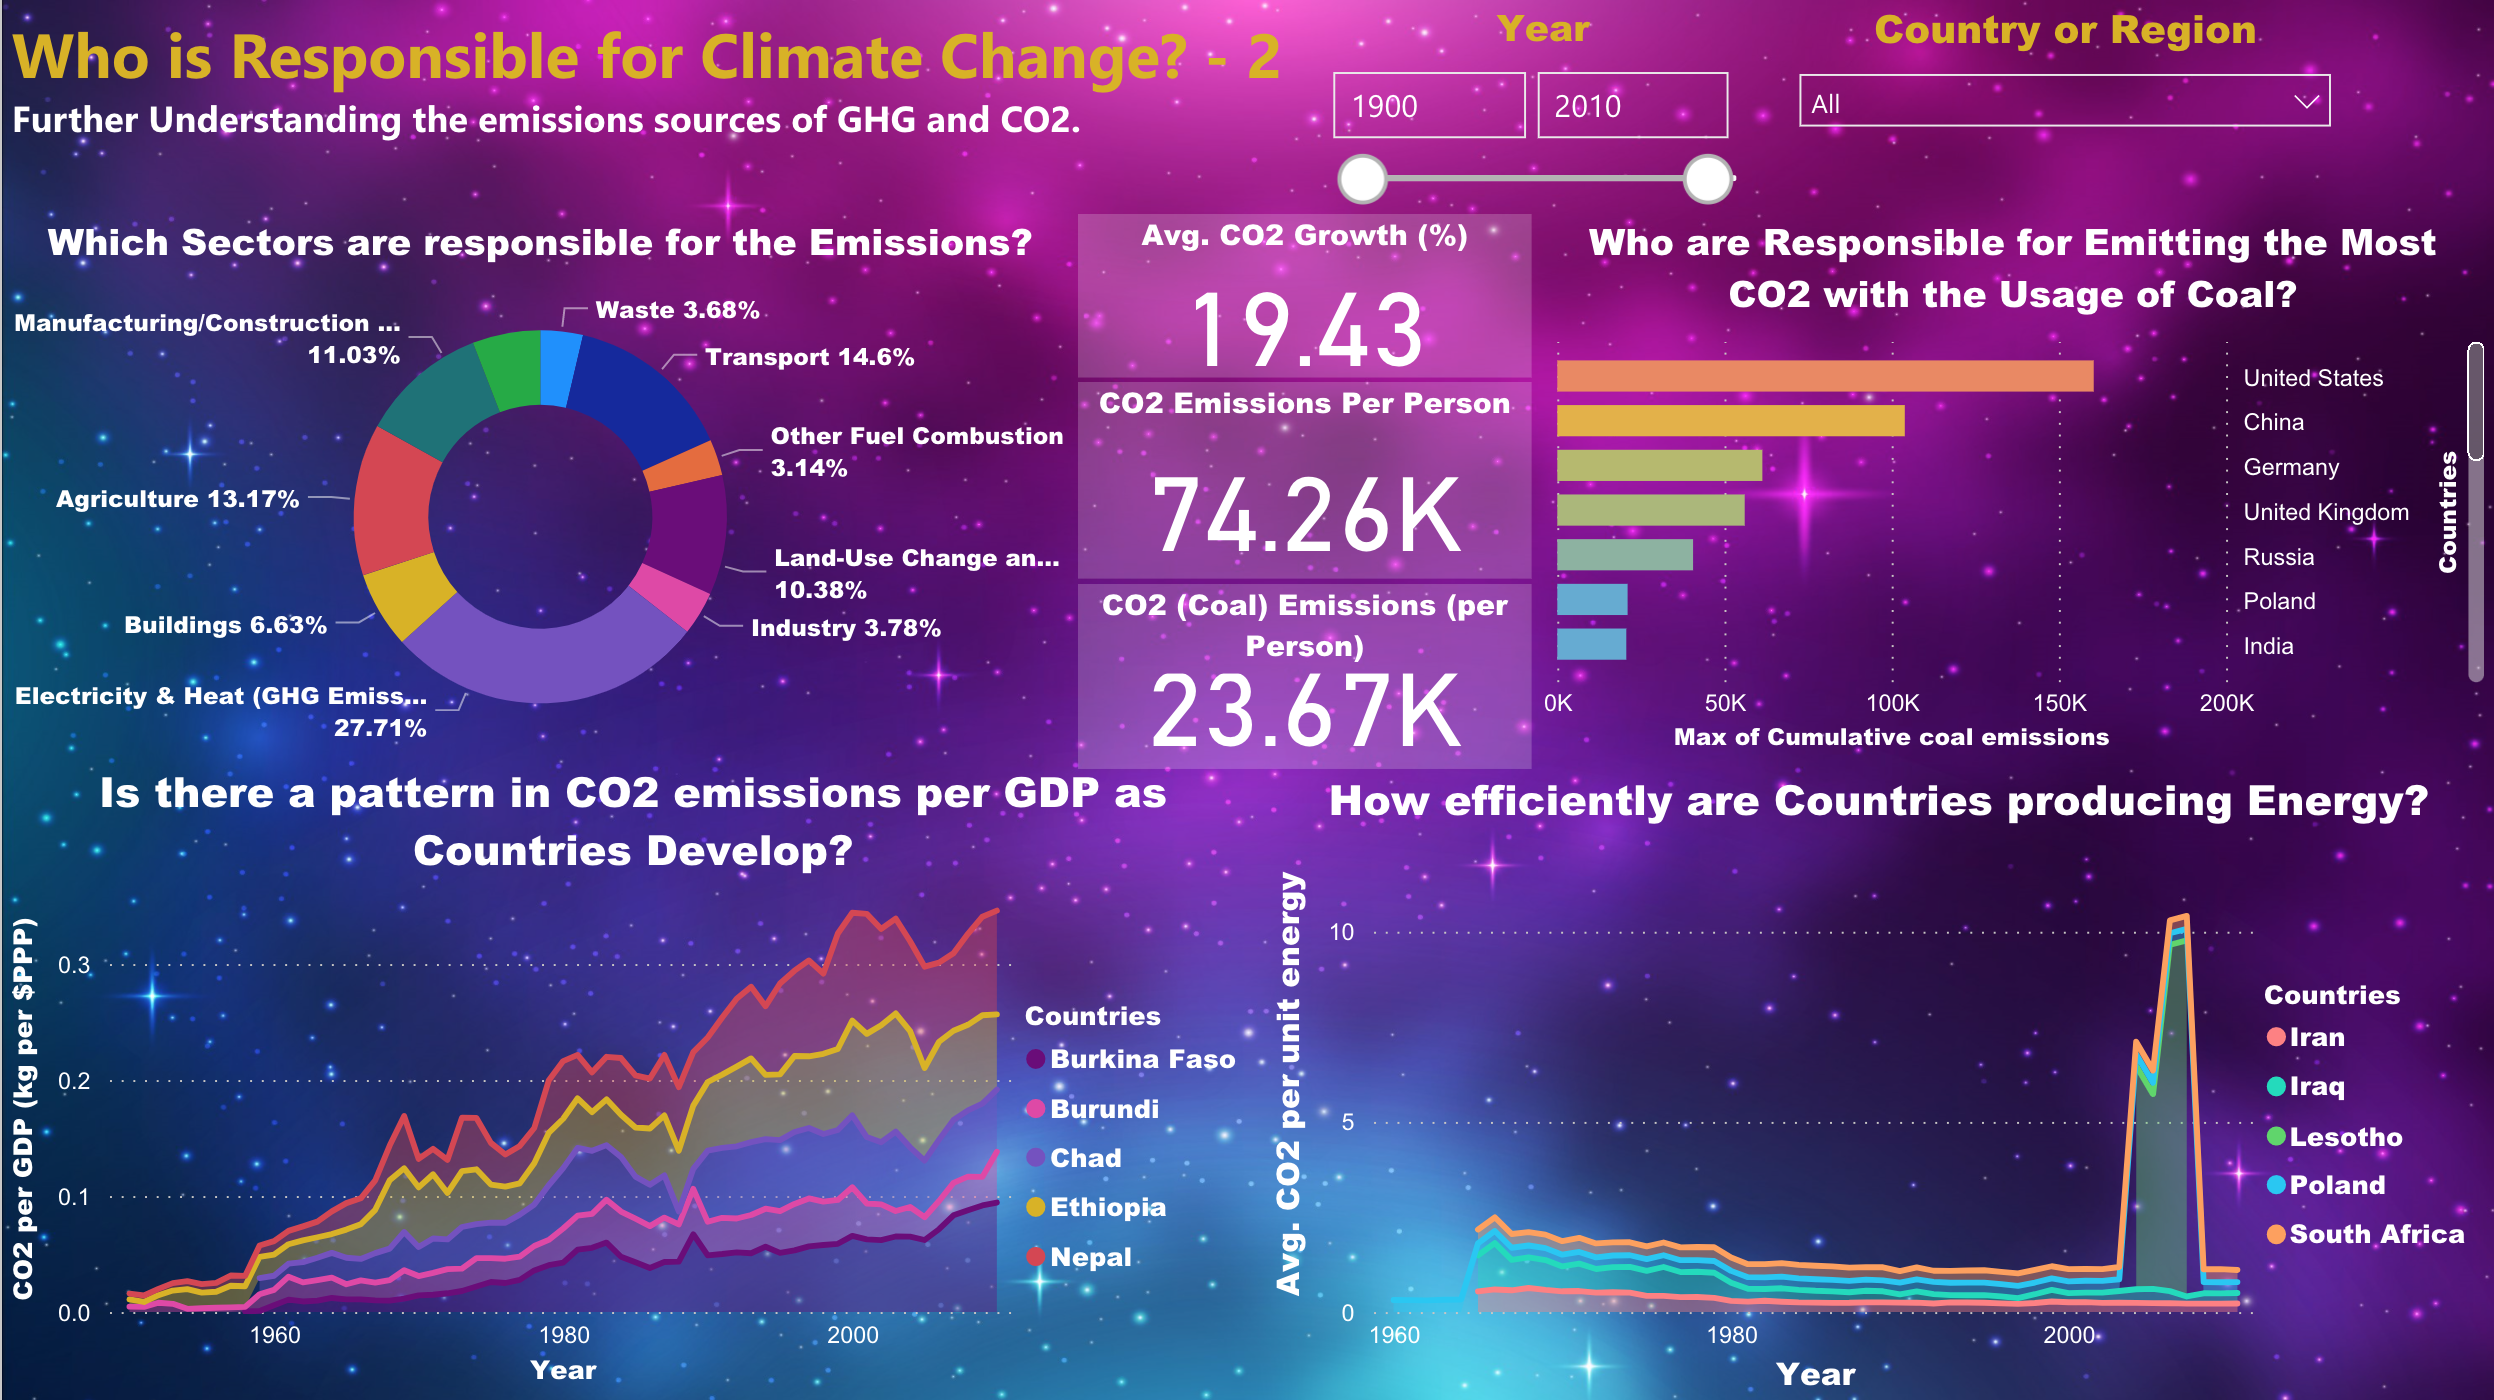 Who is Responsible for Climate Change? - 2
Further Understanding the emissions sources of GHG and CO2.
Year
1900
2010
Country or Region
All
Which Sectors are responsible for the Emissions?
Waste 3.68%
Transport 14.6%
Other Fuel Combustion
3.14%
Land-Use Change an...
10.38%
Industry 3.78%
Electricity & Heat (GHG Emiss...
27.71%
Buildings 6.63%
Agriculture 13.17%
Manufacturing/Construction ...
11.03%
Avg. CO2 Growth (%)
19.43
CO2 Emissions Per Person
74.26K
CO2 (Coal) Emissions (per
Person)
23.67K
Who are Responsible for Emitting the Most
CO2 with the Usage of Coal?
United States
China
Germany
United Kingdom
Russia
Poland
India
Countries
0K
50K
100K
150K
200K
Max of Cumulative coal emissions
Is there a pattern in CO2 emissions per GDP as
Countries Develop?
CO2 per GDP (kg per $PPP)
0.3
0.2
0.1
0.0
1960
1980
2000
Year
Countries
Burkina Faso
Burundi
Chad
Ethiopia
Nepal
How efficiently are Countries producing Energy?
Avg. CO2 per unit energy
10
5
0
1960
1980
2000
Year
Countries
Iran
Iraq
Lesotho
Poland
South Africa